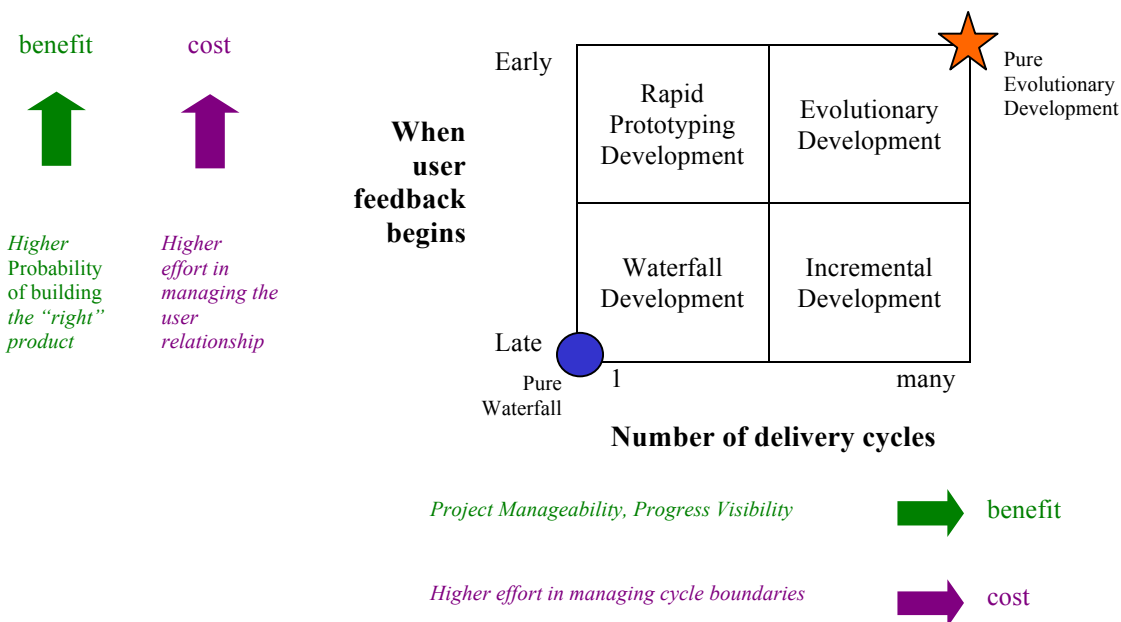 benefit
cost
Higher
Probability
of building
the “right”
product
Higher
effort in
managing the
user
relationship
When
user
feedback
begins
Early
Late
Rapid
Prototyping
Development
Evolutionary
Development
Waterfall
Development
Incremental
Development
Pure
Evolutionary
Development
Pure
Waterfall
1
many
Number of delivery cycles
Project Manageability, Progress Visibility
benefit
Higher effort in managing cycle boundaries
cost